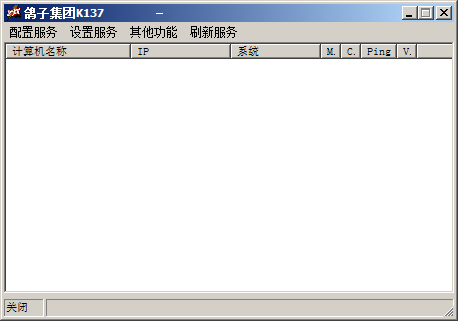 鸽子集团K137 —
配置服务 设置服务 其他功能 刷新服务
计算机名称 IP 系统 M. C. Ping V.
关闭